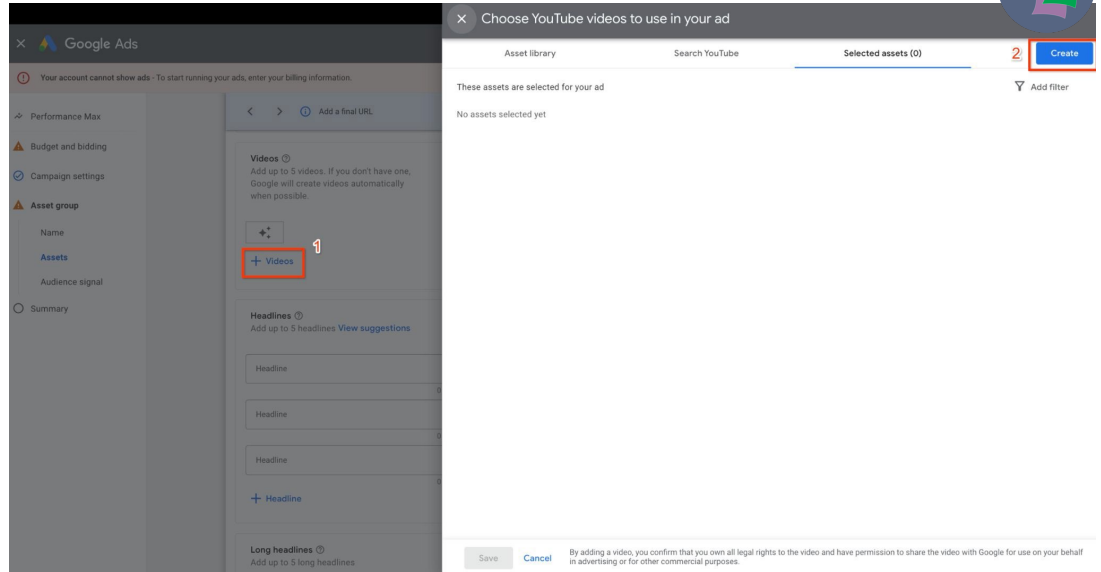 Choose YouTube videos to use in your ad
Google Ads
Asset library
Search YouTube
Selected assets (0)
2
Create
Your account cannot show ads - To start running your ads, enter your billing information.
These assets are selected for your ad
Add filter
No assets selected yet
Performance Max
Budget and bidding
Campaign settings
Asset group
Name
Assets
Audience signal
Summary
Add a final URL
Videos
Add up to 5 videos. If you don't have one,
Google will create videos automatically
when possible.
1
+ Videos
Headlines
Add up to 5 headlines View suggestions
Headline
0
Headline
0
Headline
0
+ Headline
Long headlines
Add up to 5 long headlines
Save
Cancel
By adding a video, you confirm that you own all legal rights to the video and have permission to share the video with Google for use on your behalf
in advertising or for other commercial purposes.